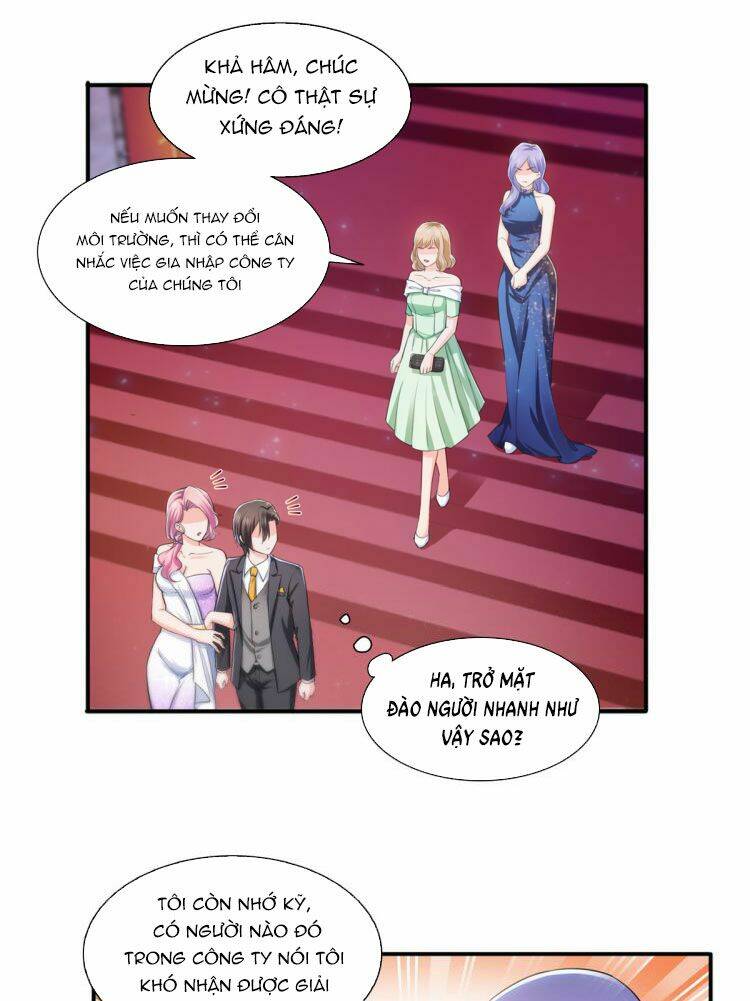 KHẢ HÂM, CHÚC
MỪNG! CÔ THẬT SỰ
XỨNG ĐÁNG!
NẾU MUỐN THAY ĐỔI
MÔI TRƯỜNG, THÌ CÓ THỂ CÂN
NHẮC VIỆC GIA NHẬP CÔNG TY
CỦA CHÚNG TÔI
HA, TRỞ MẶT
ĐÀO NGƯỜI NHANH NHƯ
VẬY SAO?
TÔI CÒN NHỚ KỸ,
CÓ NGƯỜI NÀO ĐÓ
TRONG CÔNG TY NÓI TÔI
KHÓ NHẬN ĐƯỢC GIẢI